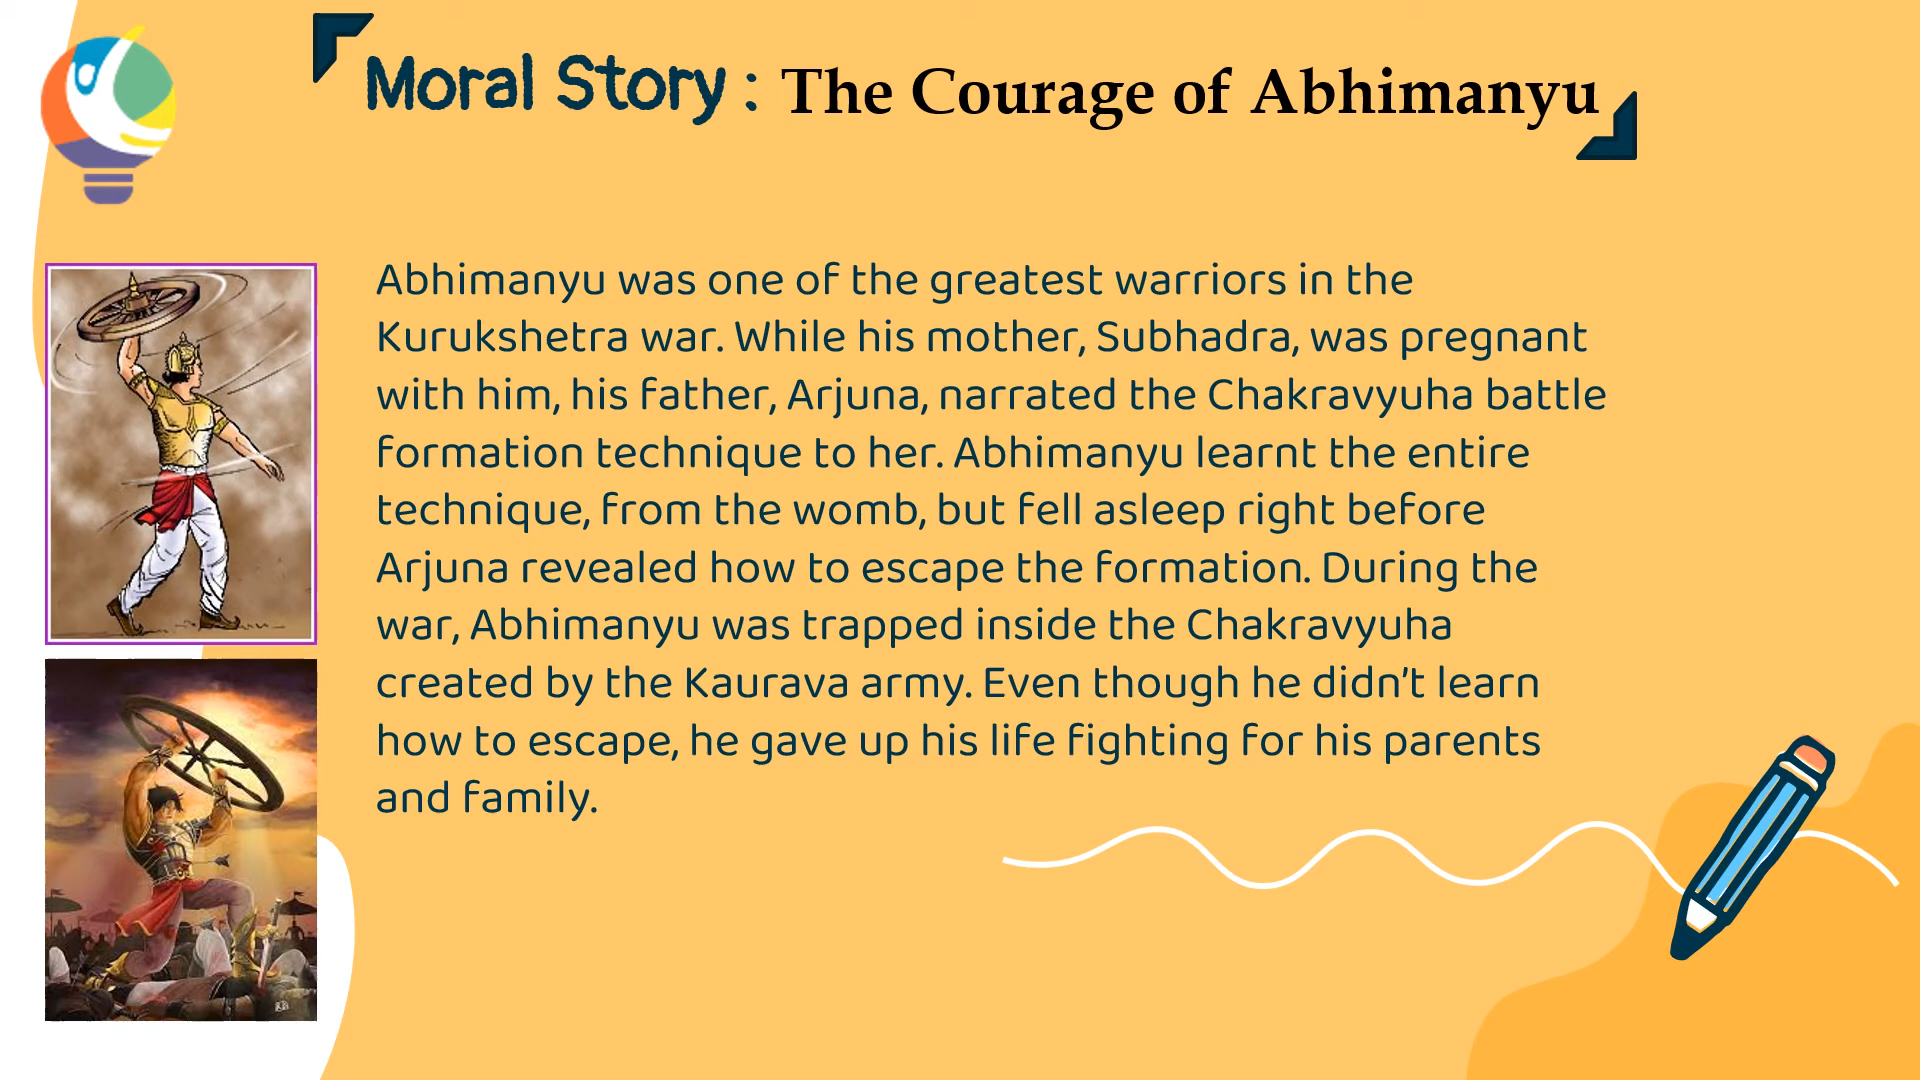 Moral Story : The Courage of Abhimanyu
Abhimanyu was one of the greatest warriors in the
Kurukshetra war. While his mother, Subhadra, was pregnant
with him, his father, Arjuna, narrated the Chakravyuha battle
formation technique to her. Abhimanyu learnt the entire
technique, from the womb, but fell asleep right before
Arjuna revealed how to escape the formation. During the
war, Abhimanyu was trapped inside the Chakravyuha
created by the Kaurava army. Even though he didn’t learn
how to escape, he gave up his life fighting for his parents
and family.